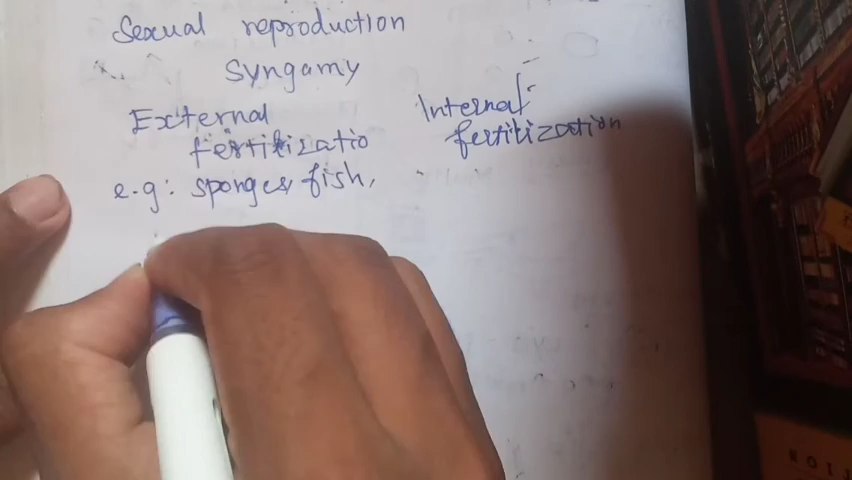 Sexual reproduction
Syngamy
External
fertilizatio
Internal
fertilization
e.g: sponges, fish,